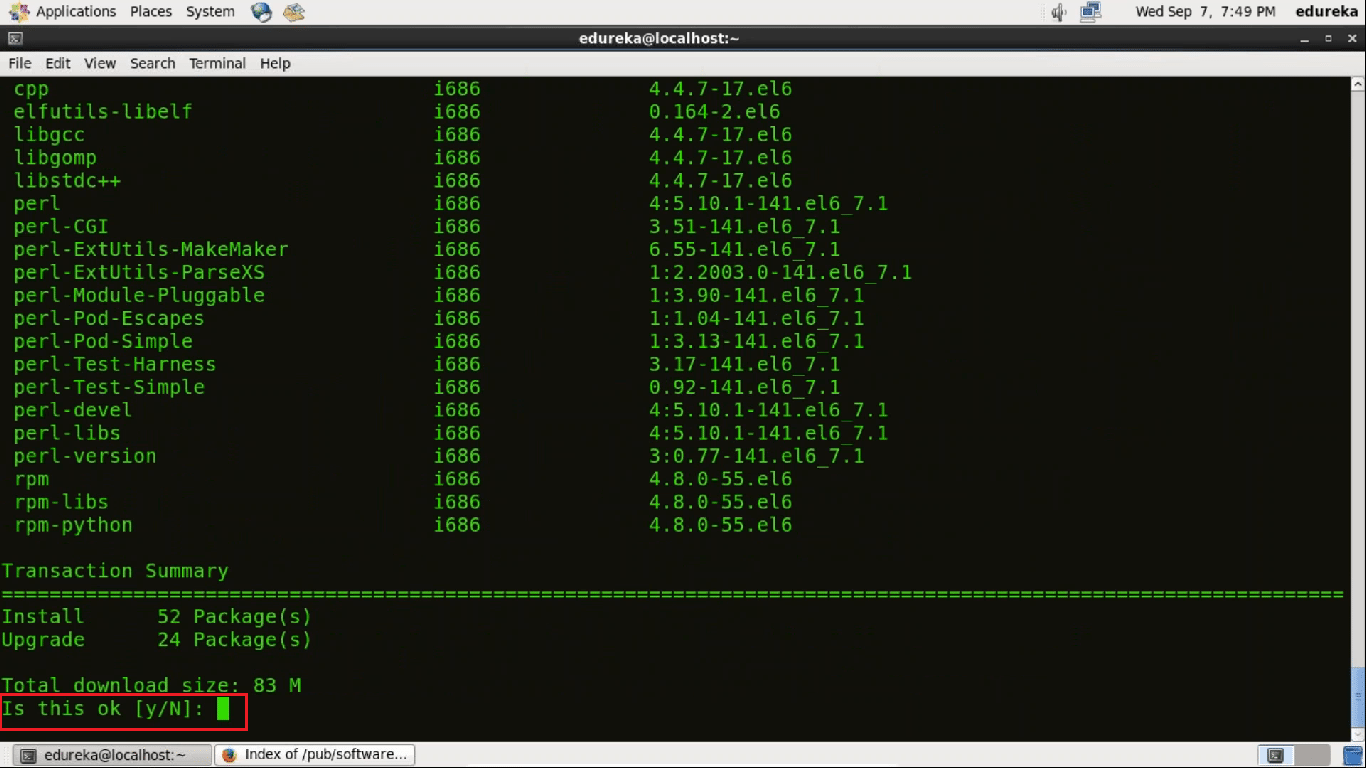 Applications Places System Wed Sep 7, 7:49 PM edureka
edureka@localhost:~
File Edit View Search Terminal Help
cpp i686 4.4.7-17.el6
elfutils-libelf i686 0.164-2.el6
libgcc i686 4.4.7-17.el6
libgomp i686 4.4.7-17.el6
libstdc++ i686 4.4.7-17.el6
perl i686 4:5.10.1-141.el6_7.1
perl-CGI i686 3.51-141.el6_7.1
perl-ExtUtils-MakeMaker i686 6.55-141.el6_7.1
perl-ExtUtils-ParseXS i686 1:2.2003.0-141.el6_7.1
perl-Module-Pluggable i686 1:3.90-141.el6_7.1
perl-Pod-Escapes i686 1:1.04-141.el6_7.1
perl-Pod-Simple i686 1:3.13-141.el6_7.1
perl-Test-Harness i686 3.17-141.el6_7.1
perl-Test-Simple i686 0.92-141.el6_7.1
perl-devel i686 4:5.10.1-141.el6_7.1
perl-libs i686 4:5.10.1-141.el6_7.1
perl-version i686 3:0.77-141.el6_7.1
rpm i686 4.8.0-55.el6
rpm-libs i686 4.8.0-55.el6
rpm-python i686 4.8.0-55.el6
Transaction Summary
================================================================================================================
Install 52 Package(s)
Upgrade 24 Package(s)
Total download size: 83 M
Is this ok [y/N]:
edureka@localhost:~ Index of /pub/software...